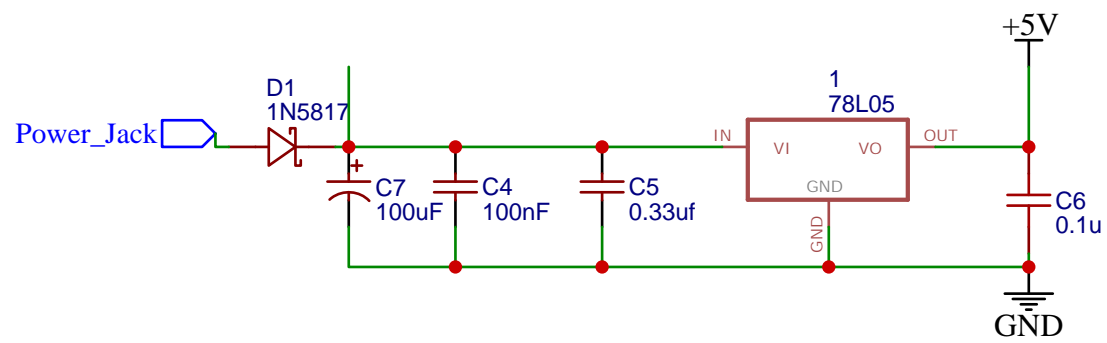 +5V
D1
1N5817
Power_Jack
1
78L05
IN
VI
VO
OUT
GND
GND
+
C7
100uF
C4
100nF
C5
0.33uf
C6
0.1u
GND